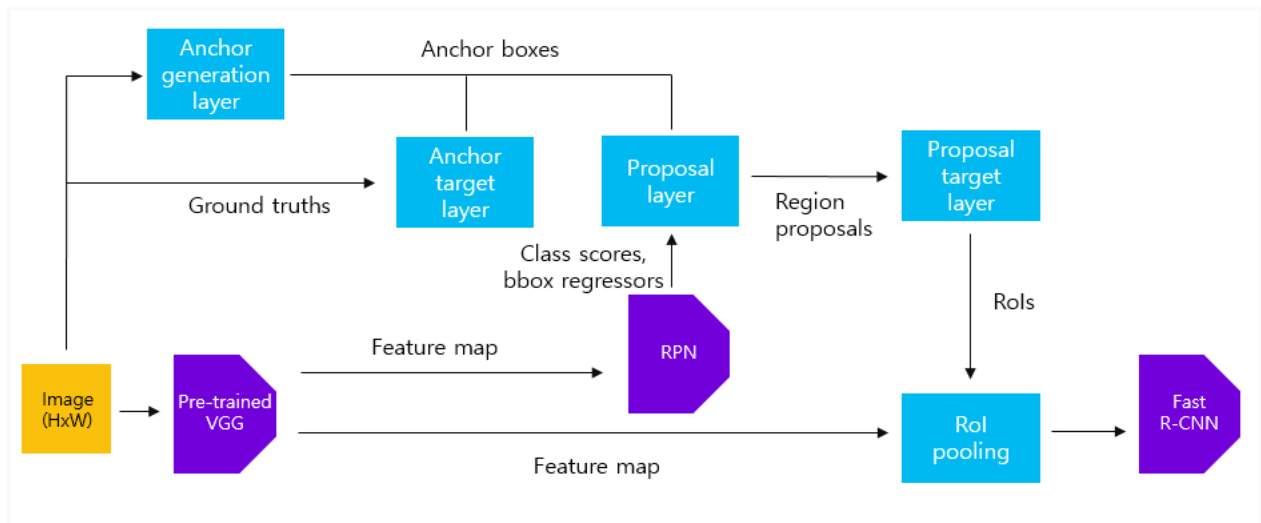 Anchor
generation
layer
Anchor boxes
Anchor
target
layer
Ground truths
Proposal
layer
Region
proposals
Proposal
target
layer
Class scores,
bbox regressors
RoIs
Feature map
RPN
Image
(HxW)
Pre-trained
VGG
Feature map
RoI
pooling
Fast
R-CNN